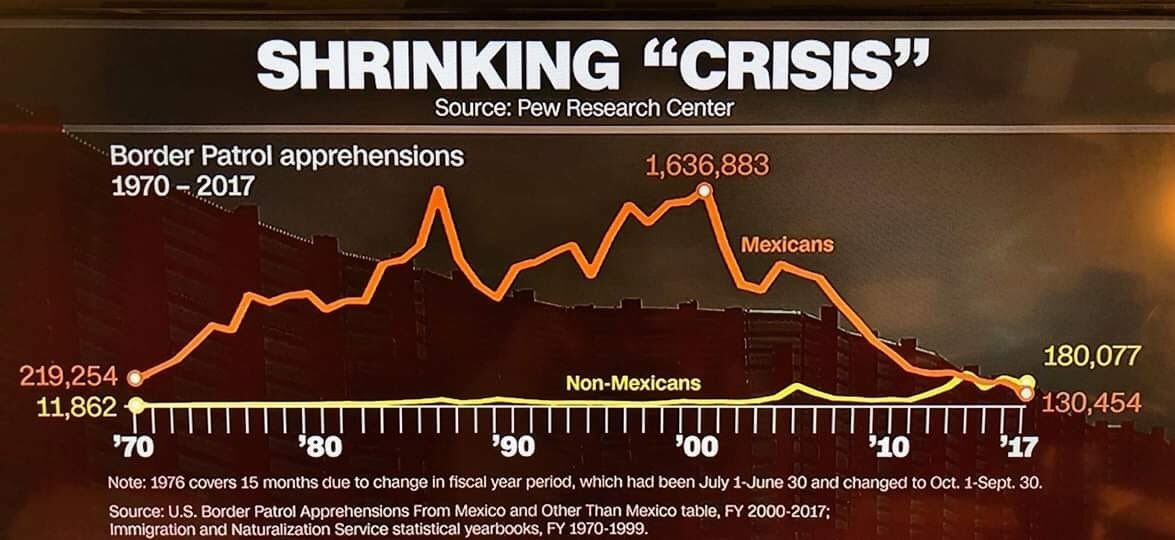 SHRINKING “CRISIS”
Source: Pew Research Center
Border Patrol apprehensions
1970 – 2017
1,636,883
Mexicans
180,077
219,254
Non-Mexicans
11,862
130,454
’70 ’80 ’90 ’00 ’10 ’17
Note: 1976 covers 15 months due to change in fiscal year period, which had been July 1-June 30 and changed to Oct. 1-Sept. 30.
Source: U.S. Border Patrol Apprehensions From Mexico and Other Than Mexico table, FY 2000-2017;
Immigration and Naturalization Service statistical yearbooks, FY 1970-1999.